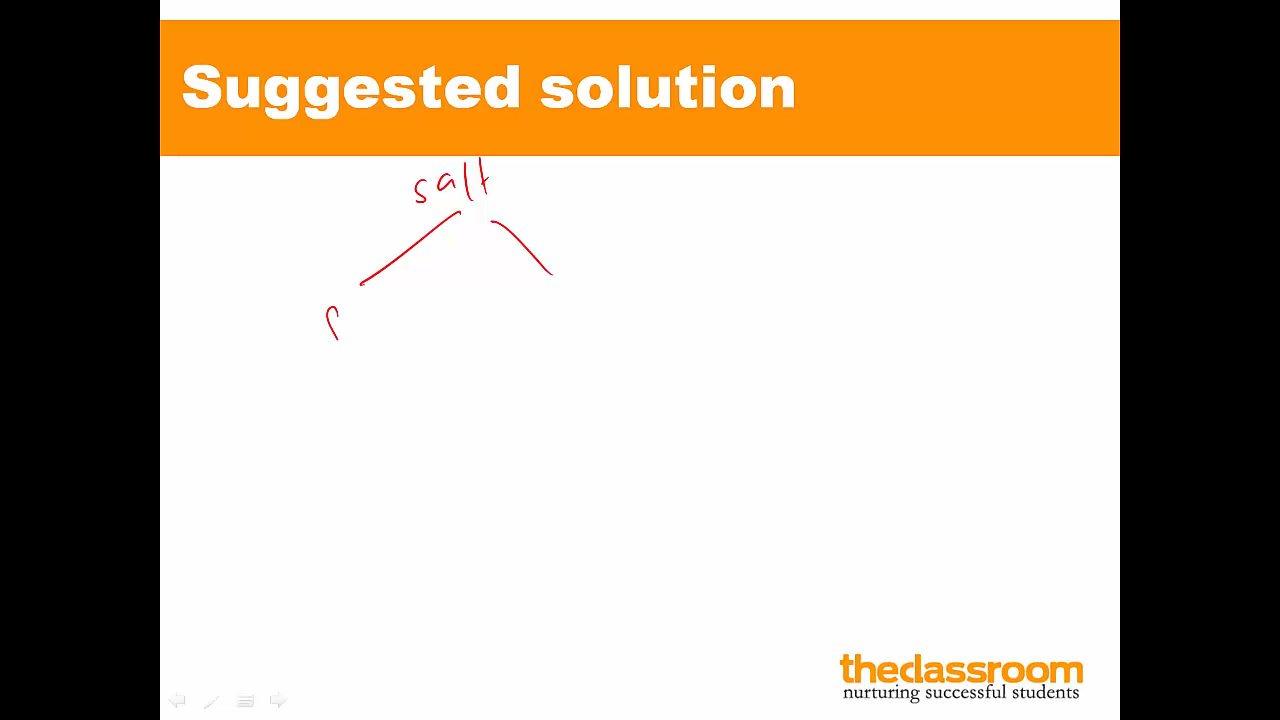 Suggested solution
salt
theclassroom
nurturing successful students